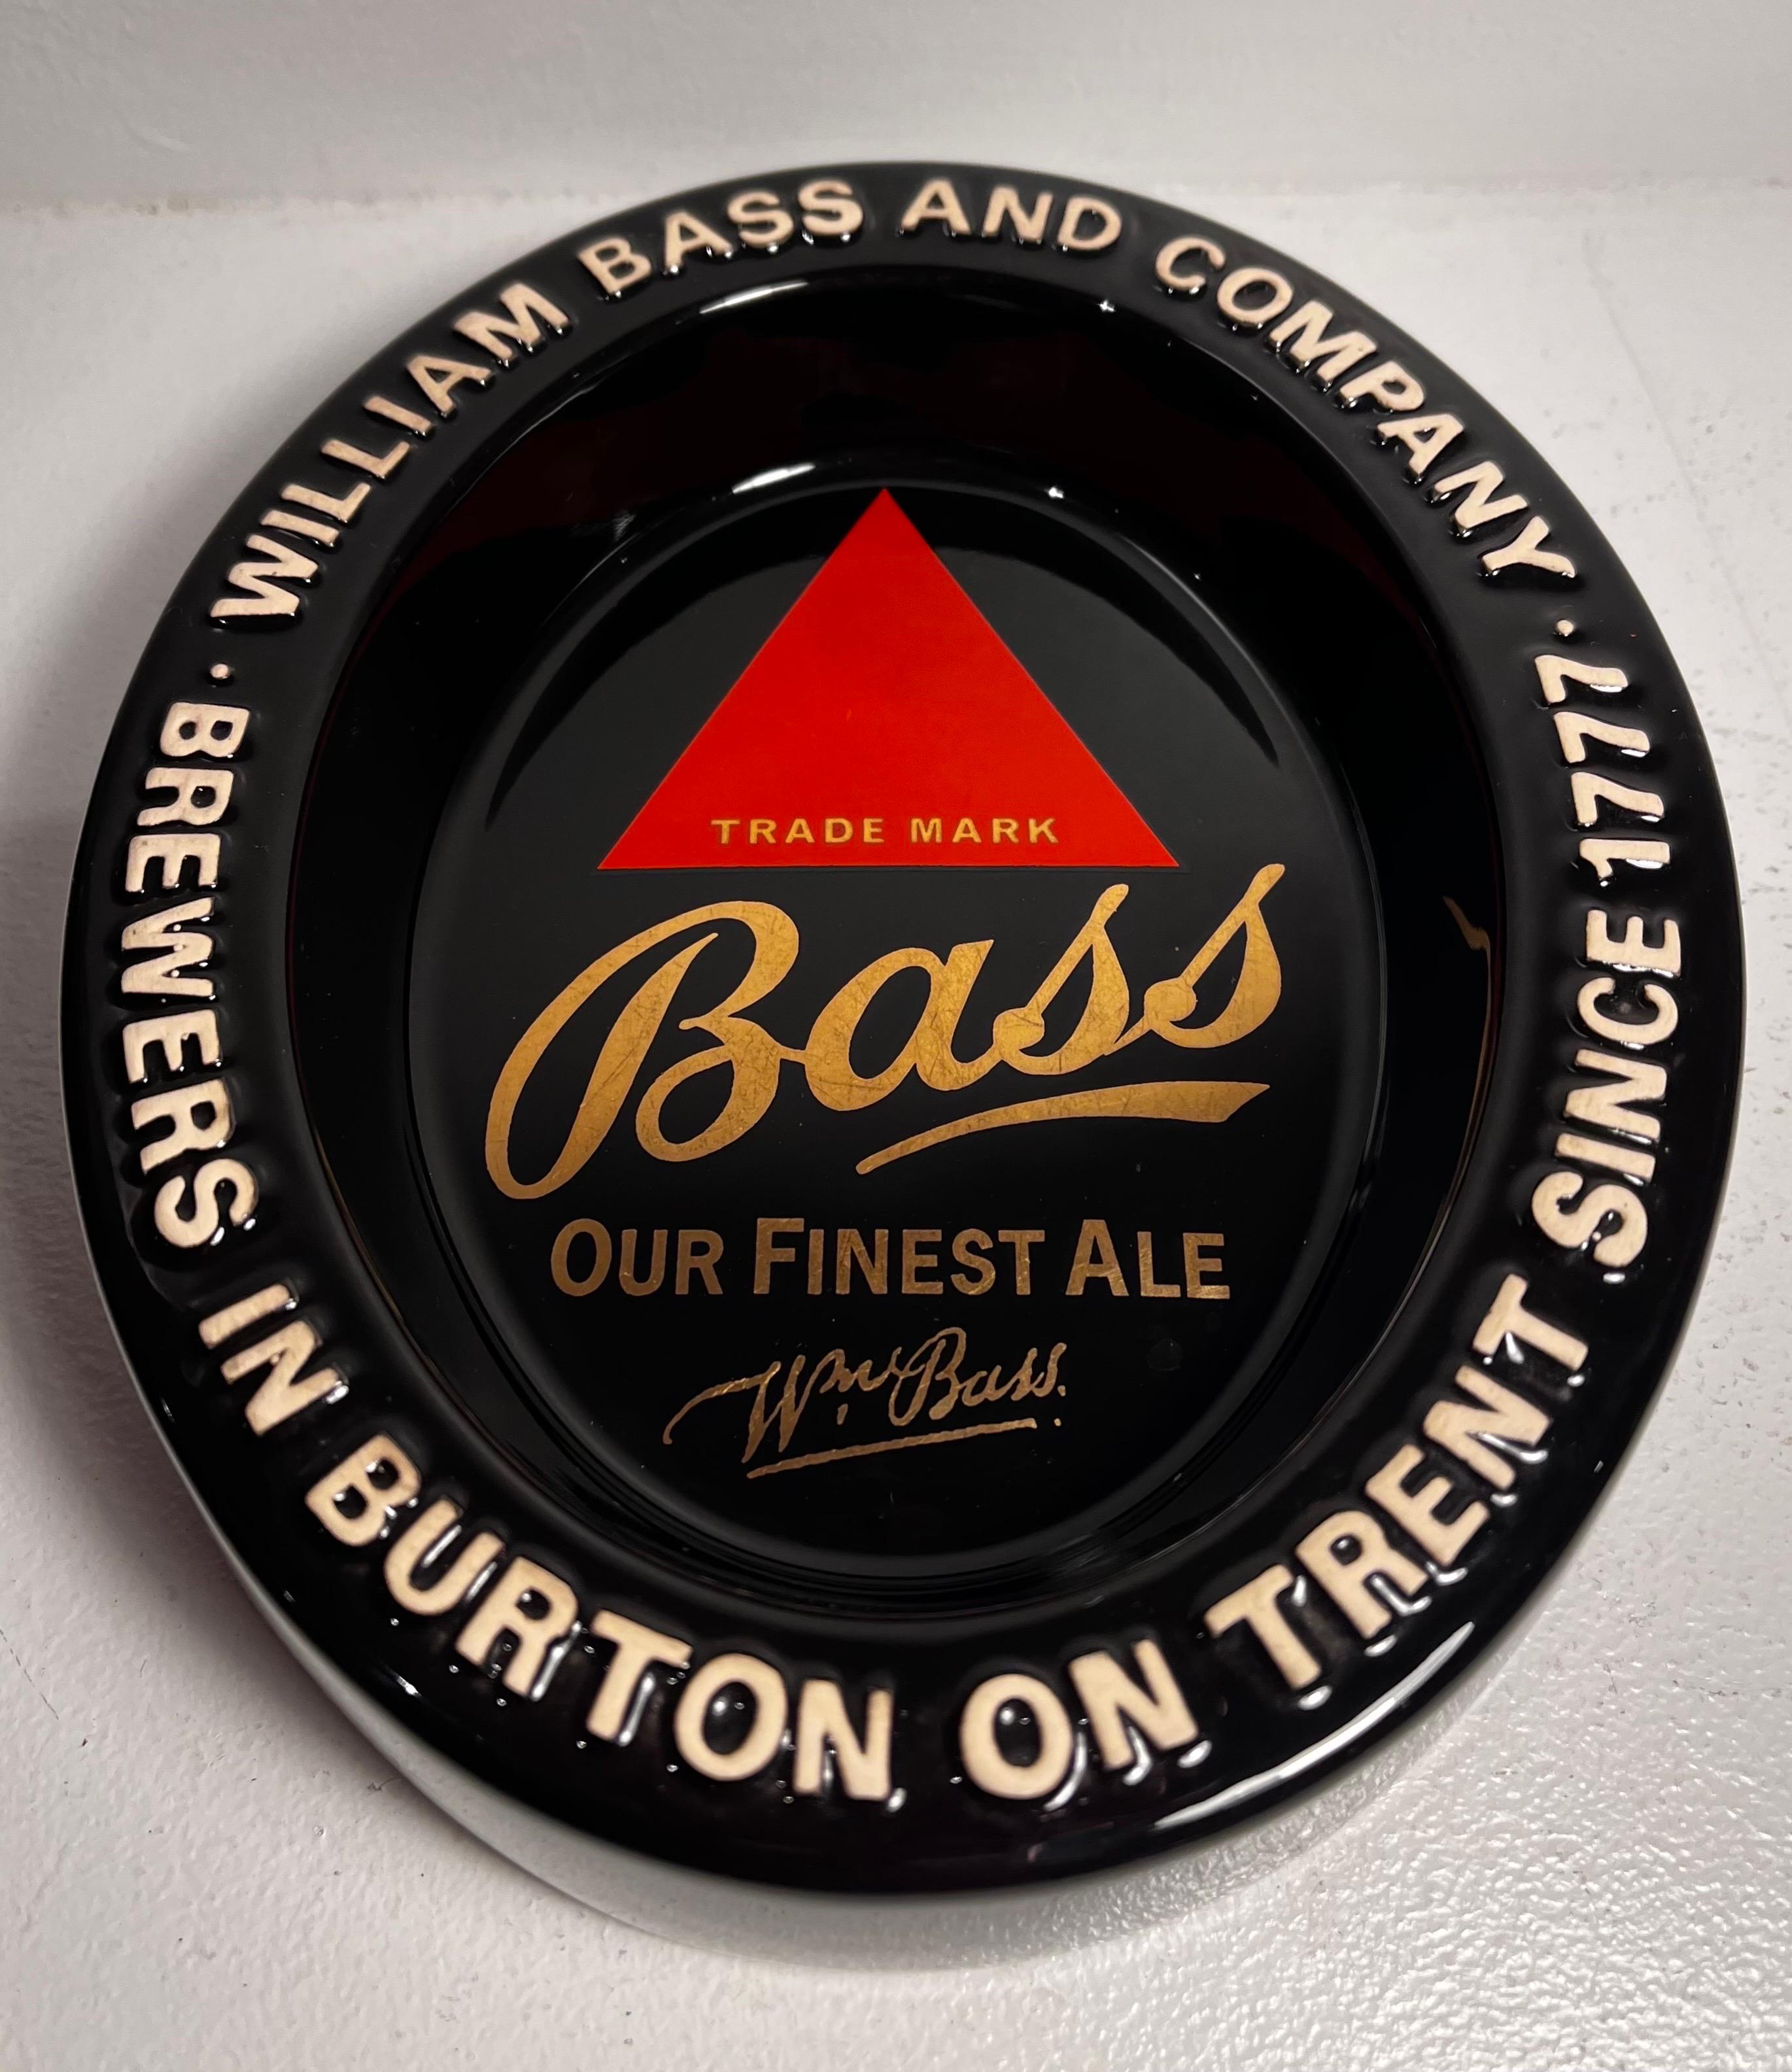 · WILLIAM BASS AND COMPANY ·
BREWERS IN BURTON ON TRENT SINCE 1777
TRADE MARK
Bass
OUR FINEST ALE
Wm Bass.